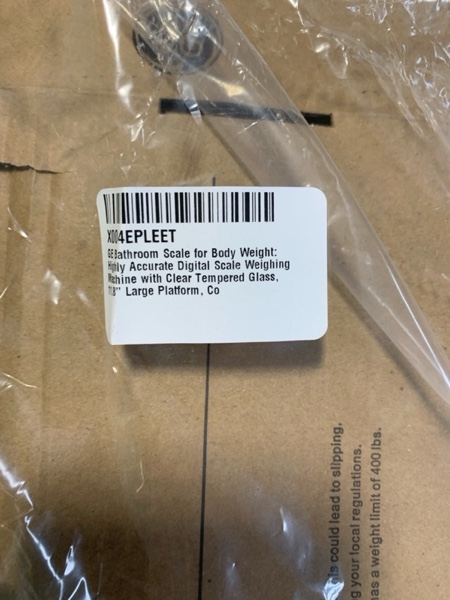 X004EPLEET
GE Bathroom Scale for Body Weight:
Highly Accurate Digital Scale Weighing
Machine with Clear Tempered Glass,
11.8'' Large Platform, Co
his could lead to slipping,
g your local regulations.
has a weight limit of 400 lbs.